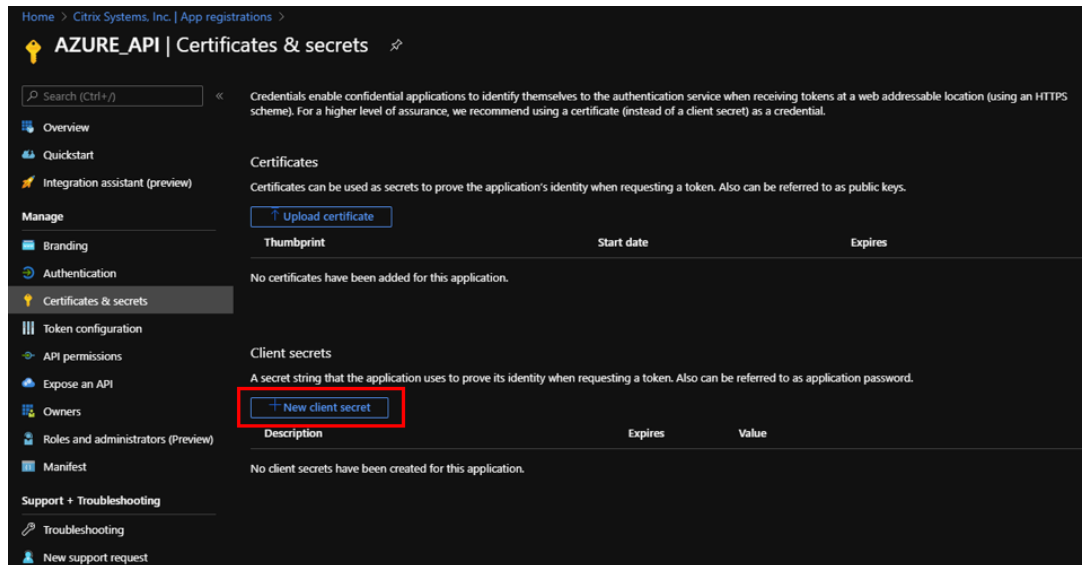 Home > Citrix Systems, Inc. | App registrations >
AZURE_API | Certificates & secrets
Search (Ctrl+/)
«
Overview
Quickstart
Integration assistant (preview)
Manage
Branding
Authentication
Certificates & secrets
Token configuration
API permissions
Expose an API
Owners
Roles and administrators (Preview)
Manifest
Support + Troubleshooting
Troubleshooting
New support request
Credentials enable confidential applications to identify themselves to the authentication service when receiving tokens at a web addressable location (using an HTTPS
scheme). For a higher level of assurance, we recommend using a certificate (instead of a client secret) as a credential.
Certificates
Certificates can be used as secrets to prove the application's identity when requesting a token. Also can be referred to as public keys.
Upload certificate
Thumbprint Start date Expires
No certificates have been added for this application.
Client secrets
A secret string that the application uses to prove its identity when requesting a token. Also can be referred to as application password.
+ New client secret
Description Expires Value
No client secrets have been created for this application.